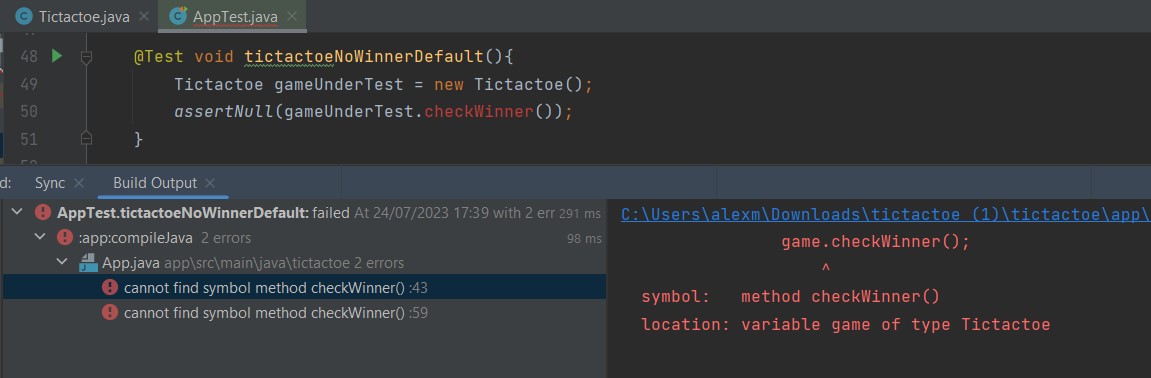 Tictactoe.java AppTest.java
48 @Test void tictactoeNoWinnerDefault(){
49 Tictactoe gameUnderTest = new Tictactoe();
50 assertNull(gameUnderTest.checkWinner());
51 }
d: Sync Build Output
AppTest.tictactoeNoWinnerDefault: failed At 24/07/2023 17:39 with 2 err 291 ms
:app:compileJava 2 errors 98 ms
App.java app\src\main\java\tictactoe 2 errors
cannot find symbol method checkWinner() :43
cannot find symbol method checkWinner() :59
C:\Users\alexm\Downloads\tictactoe (1)\tictactoe\app\
game.checkWinner();
^
symbol: method checkWinner()
location: variable game of type Tictactoe